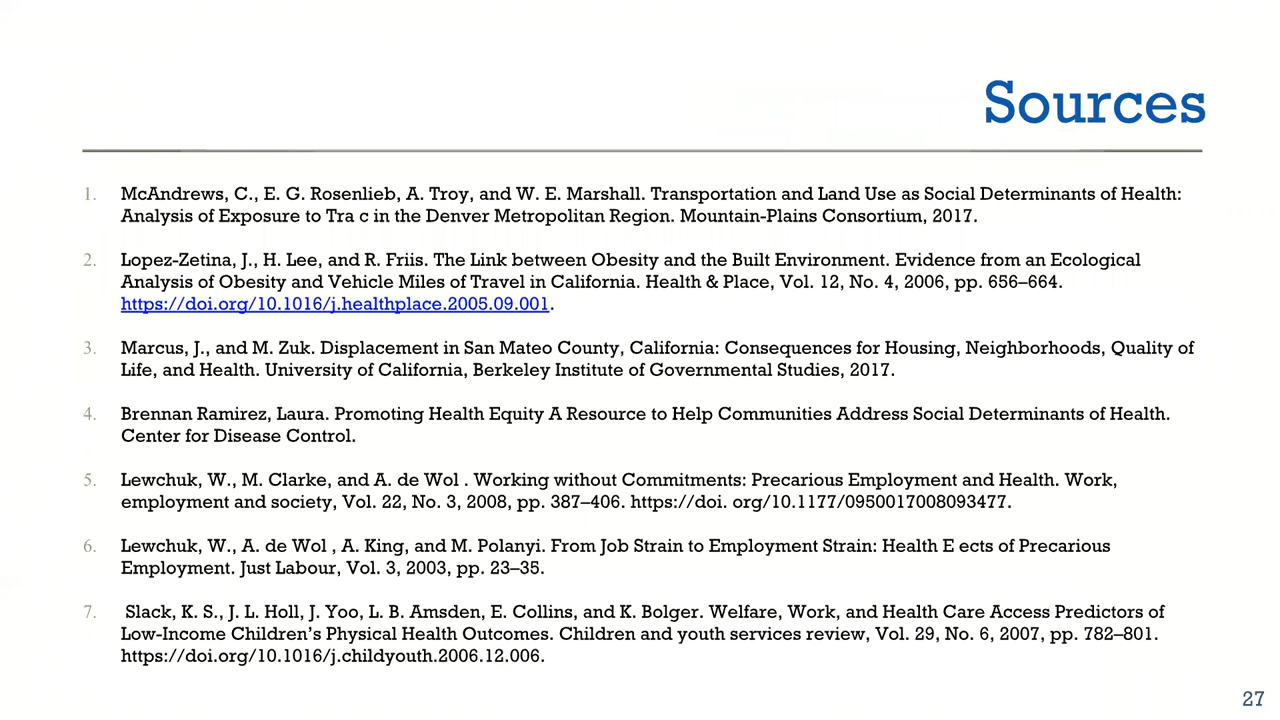 Sources
1. McAndrews, C., E. G. Rosenlieb, A. Troy, and W. E. Marshall. Transportation and Land Use as Social Determinants of Health:
Analysis of Exposure to Tra c in the Denver Metropolitan Region. Mountain-Plains Consortium, 2017.
2. Lopez-Zetina, J., H. Lee, and R. Friis. The Link between Obesity and the Built Environment. Evidence from an Ecological
Analysis of Obesity and Vehicle Miles of Travel in California. Health & Place, Vol. 12, No. 4, 2006, pp. 656–664.
https://doi.org/10.1016/j.healthplace.2005.09.001.
3. Marcus, J., and M. Zuk. Displacement in San Mateo County, California: Consequences for Housing, Neighborhoods, Quality of
Life, and Health. University of California, Berkeley Institute of Governmental Studies, 2017.
4. Brennan Ramirez, Laura. Promoting Health Equity A Resource to Help Communities Address Social Determinants of Health.
Center for Disease Control.
5. Lewchuk, W., M. Clarke, and A. de Wol . Working without Commitments: Precarious Employment and Health. Work,
employment and society, Vol. 22, No. 3, 2008, pp. 387–406. https://doi. org/10.1177/0950017008093477.
6. Lewchuk, W., A. de Wol , A. King, and M. Polanyi. From Job Strain to Employment Strain: Health E ects of Precarious
Employment. Just Labour, Vol. 3, 2003, pp. 23–35.
7. Slack, K. S., J. L. Holl, J. Yoo, L. B. Amsden, E. Collins, and K. Bolger. Welfare, Work, and Health Care Access Predictors of
Low-Income Children’s Physical Health Outcomes. Children and youth services review, Vol. 29, No. 6, 2007, pp. 782–801.
https://doi.org/10.1016/j.childyouth.2006.12.006.
27